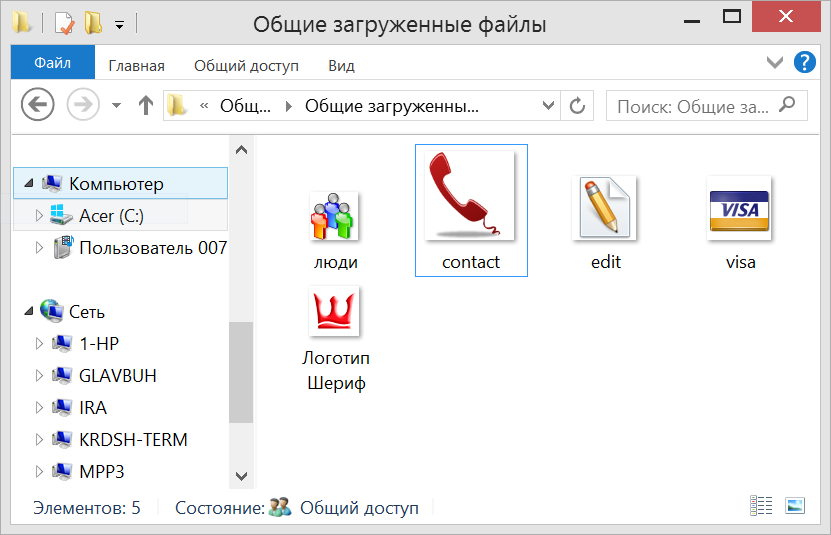 Общие загруженные файлы
Файл
Главная
Общий доступ
Вид
?
« Общ... Общие загруженны...
Поиск: Общие за...
Компьютер
Acer (C:)
Пользователь 007
Сеть
1-HP
GLAVBUH
IRA
KRDSH-TERM
MPP3
люди
contact
edit
VISA
visa
Логотип
Шериф
Элементов: 5
Состояние: Общий доступ